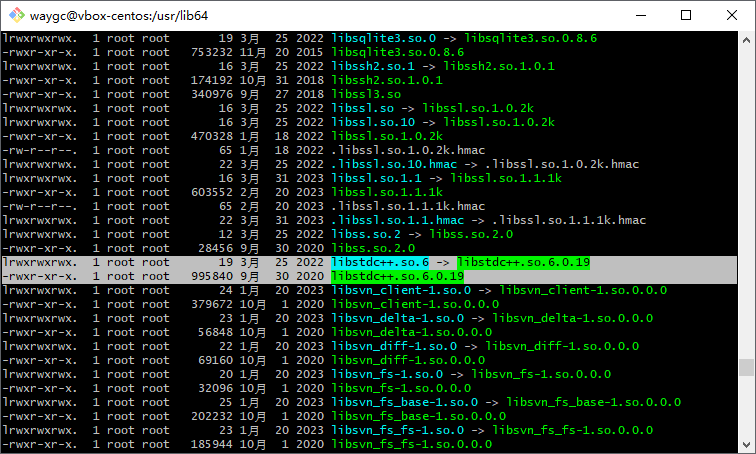 waygc@vbox-centos:/usr/lib64
lrwxrwxrwx.  1 root root      19 3月  25 2022 libsqlite3.so.0 -> libsqlite3.so.0.8.6
-rwxr-xr-x.  1 root root  753232 11月 20 2015 libsqlite3.so.0.8.6
lrwxrwxrwx.  1 root root      16 3月  25 2022 libssh2.so.1 -> libssh2.so.1.0.1
-rwxr-xr-x.  1 root root  174192 10月 31 2018 libssh2.so.1.0.1
-rwxr-xr-x.  1 root root  340976 9月  27 2018 libssl3.so
lrwxrwxrwx.  1 root root      16 3月  25 2022 libssl.so -> libssl.so.1.0.2k
lrwxrwxrwx.  1 root root      16 3月  25 2022 libssl.so.10 -> libssl.so.1.0.2k
-rwxr-xr-x.  1 root root  470328 1月  18 2022 libssl.so.1.0.2k
-rw-r--r--.  1 root root      65 1月  18 2022 .libssl.so.1.0.2k.hmac
lrwxrwxrwx.  1 root root      22 3月  25 2022 .libssl.so.10.hmac -> .libssl.so.1.0.2k.hmac
lrwxrwxrwx.  1 root root      16 3月  31 2023 libssl.so.1.1 -> libssl.so.1.1.1k
-rwxr-xr-x.  1 root root  603552 2月  20 2023 libssl.so.1.1.1k
-rw-r--r--.  1 root root      65 2月  20 2023 .libssl.so.1.1.1k.hmac
lrwxrwxrwx.  1 root root      22 3月  31 2023 .libssl.so.1.1.hmac -> .libssl.so.1.1.1k.hmac
lrwxrwxrwx.  1 root root      12 3月  25 2022 libss.so.2 -> libss.so.2.0
-rwxr-xr-x.  1 root root   28456 9月  30 2020 libss.so.2.0
lrwxrwxrwx.  1 root root      19 3月  25 2022 libstdc++.so.6 -> libstdc++.so.6.0.19
-rwxr-xr-x.  1 root root  995840 9月  30 2020 libstdc++.so.6.0.19
lrwxrwxrwx.  1 root root      24 1月  20 2023 libsvn_client-1.so.0 -> libsvn_client-1.so.0.0.0
-rwxr-xr-x.  1 root root  379672 10月  1 2020 libsvn_client-1.so.0.0.0
lrwxrwxrwx.  1 root root      23 1月  20 2023 libsvn_delta-1.so.0 -> libsvn_delta-1.so.0.0.0
-rwxr-xr-x.  1 root root   56848 10月  1 2020 libsvn_delta-1.so.0.0.0
lrwxrwxrwx.  1 root root      22 1月  20 2023 libsvn_diff-1.so.0 -> libsvn_diff-1.so.0.0.0
-rwxr-xr-x.  1 root root   69160 10月  1 2020 libsvn_diff-1.so.0.0.0
lrwxrwxrwx.  1 root root      20 1月  20 2023 libsvn_fs-1.so.0 -> libsvn_fs-1.so.0.0.0
-rwxr-xr-x.  1 root root   32096 10月  1 2020 libsvn_fs-1.so.0.0.0
lrwxrwxrwx.  1 root root      25 1月  20 2023 libsvn_fs_base-1.so.0 -> libsvn_fs_base-1.so.0.0.0
-rwxr-xr-x.  1 root root  202232 10月  1 2020 libsvn_fs_base-1.so.0.0.0
lrwxrwxrwx.  1 root root      23 1月  20 2023 libsvn_fs_fs-1.so.0 -> libsvn_fs_fs-1.so.0.0.0
-rwxr-xr-x.  1 root root  185944 10月  1 2020 libsvn_fs_fs-1.so.0.0.0